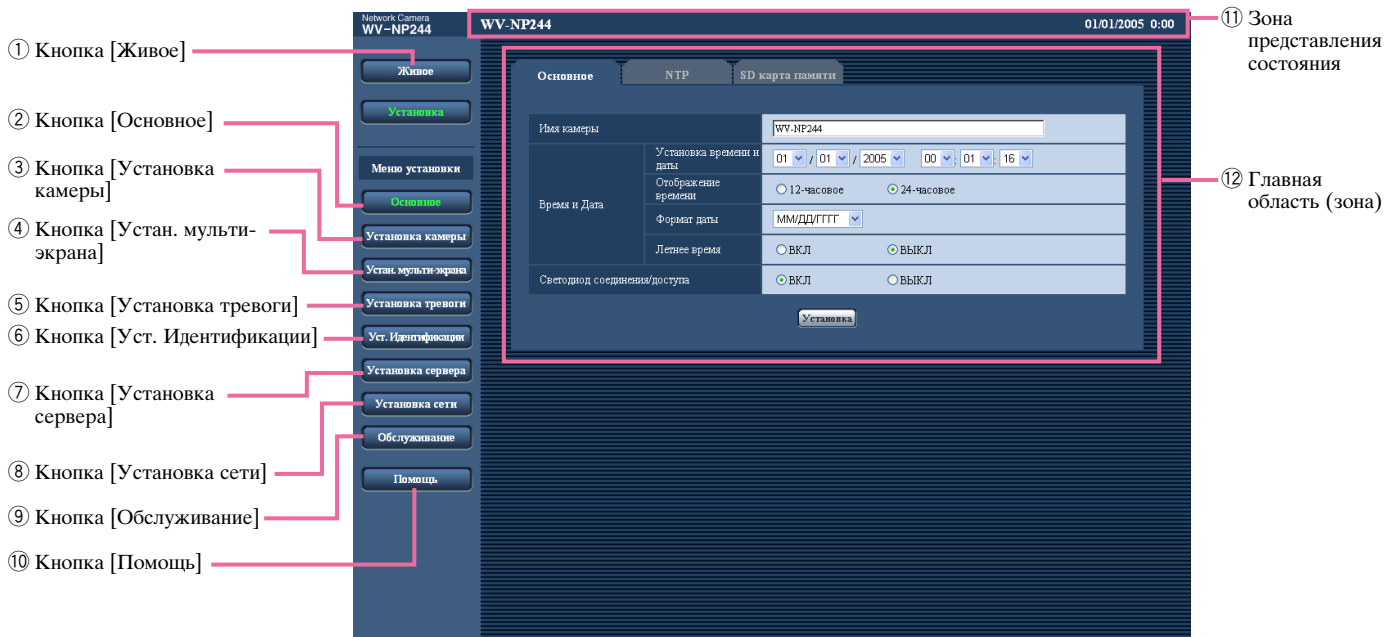 ① Кнопка [Живое]
② Кнопка [Основное]
③ Кнопка [Установка
камеры]
④ Кнопка [Устан. мульти-
экрана]
⑤ Кнопка [Установка тревоги]
⑥ Кнопка [Уст. Идентификации]
⑦ Кнопка [Установка
сервера]
⑧ Кнопка [Установка сети]
⑨ Кнопка [Обслуживание]
⑩ Кнопка [Помощь]
Network Camera
WV-NP244
Живое
Установка
Меню установки
Основное
Установка камеры
Устан. мульти-экрана
Установка тревоги
Уст. Идентификации
Установка сервера
Установка сети
Обслуживание
Помощь
WV-NP244 01/01/2005 0:00
Основное NTP SD карта памяти
Имя камеры WV-NP244
Время и Дата
Установка времени и
даты
01 / 01 / 2005 00 : 01 : 16
Отображение
времени
12-часовое 24-часовое
Формат даты ММ/ДД/ГГГГ
Летнее время ВКЛ ВЫКЛ
Светодиод соединения/доступа ВКЛ ВЫКЛ
Установка
⑪ Зона
представления
состояния
⑫ Главная
область (зона)